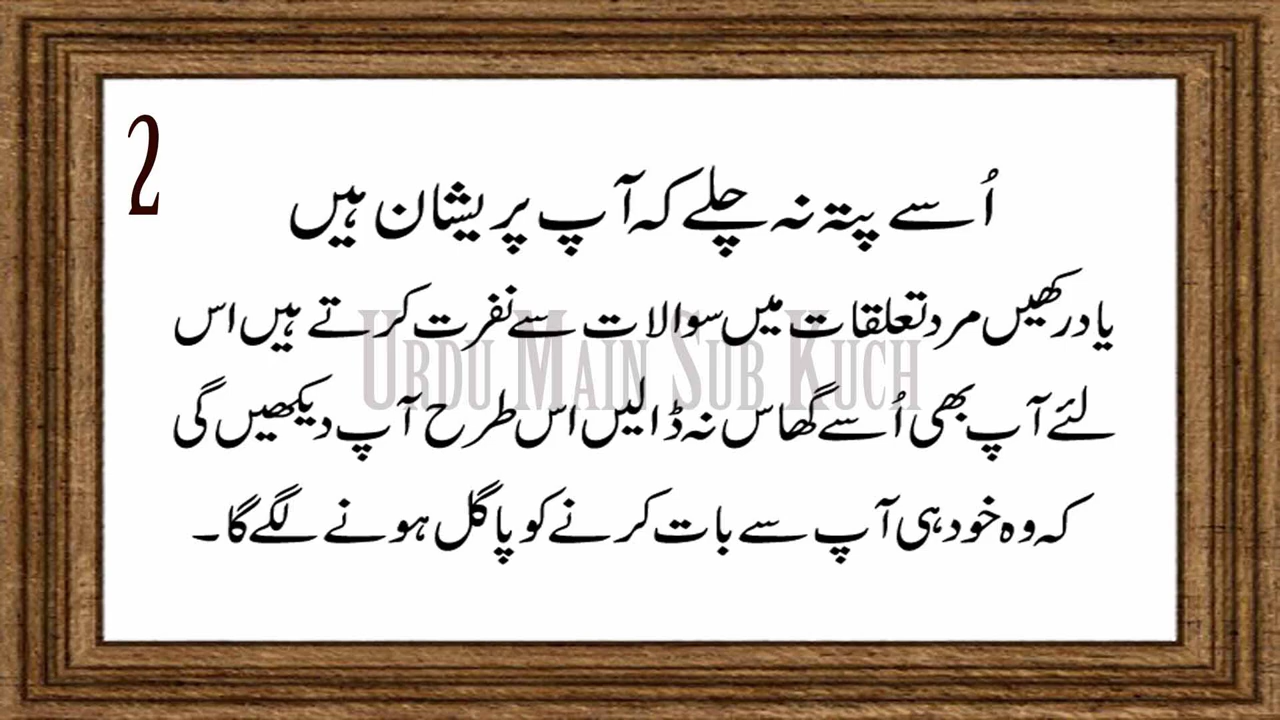 2
اُسے پتہ نہ چلے کہ آپ پریشان ہیں
یاد رکھیں مرد تعلقات میں سوالات سے نفرت کرتے ہیں اس
لئے آپ بھی اُسے گھاس نہ ڈالیں اس طرح آپ دیکھیں گی
کہ وہ خود ہی آپ سے بات کرنے کو پاگل ہونے لگے گا۔
URDU MAIN SUB KUCH